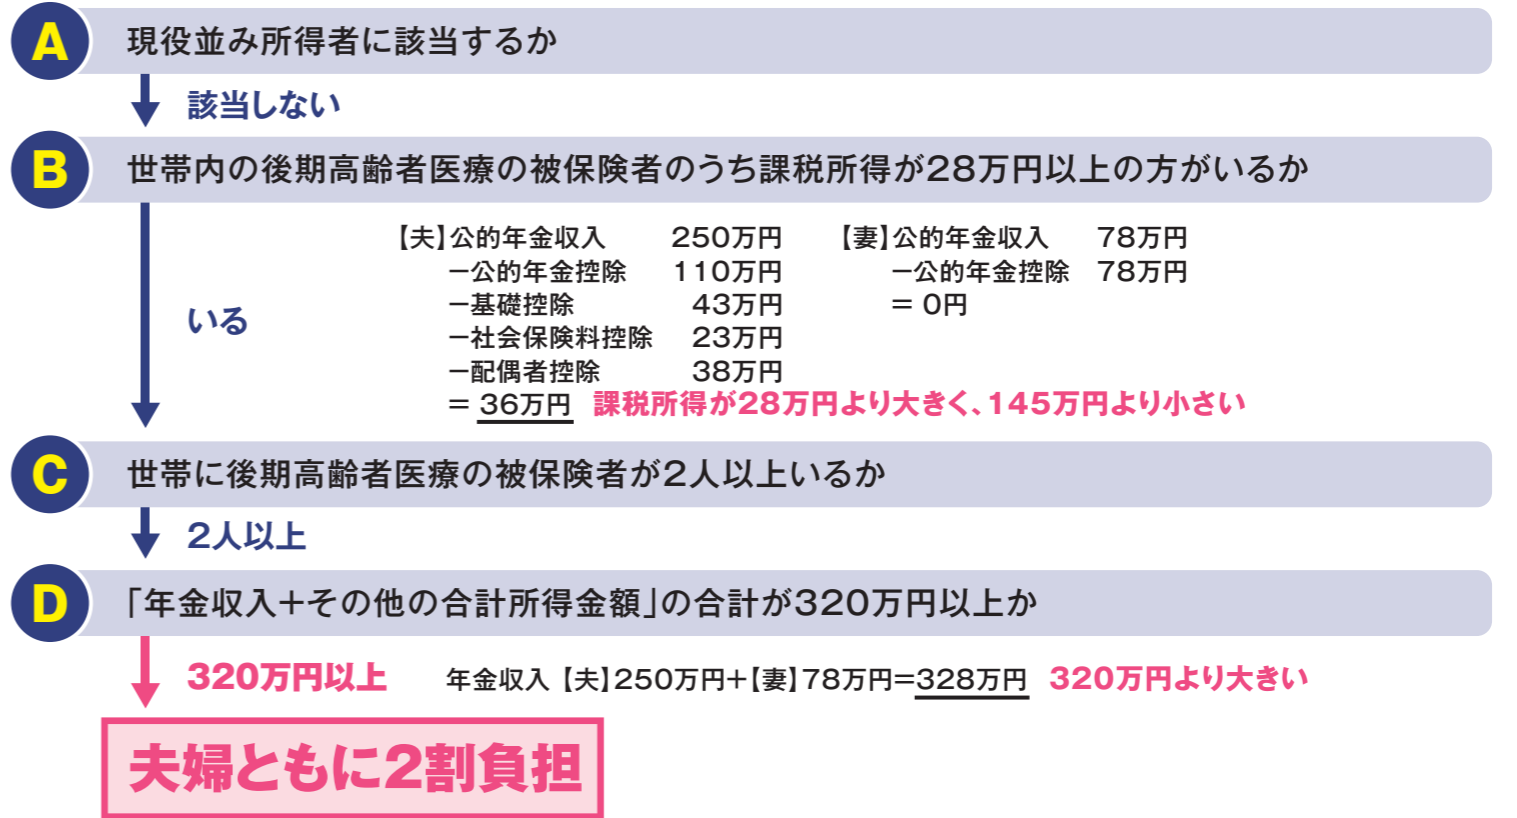 A 現役並み所得者に該当するか
該当しない
B 世帯内の後期高齢者医療の被保険者のうち課税所得が28万円以上の方がいるか
いる
【夫】公的年金収入 250万円
−公的年金控除 110万円
−基礎控除 43万円
−社会保険料控除 23万円
−配偶者控除 38万円
= 36万円 課税所得が28万円より大きく、145万円より小さい
【妻】公的年金収入 78万円
−公的年金控除 78万円
= 0円
C 世帯に後期高齢者医療の被保険者が2人以上いるか
2人以上
D 「年金収入+その他の合計所得金額」の合計が320万円以上か
320万円以上 年金収入【夫】250万円+【妻】78万円=328万円 320万円より大きい
夫婦ともに2割負担